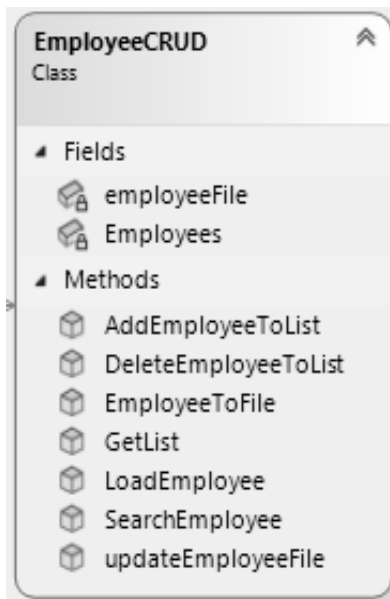 EmployeeCRUD
Class
Fields
employeeFile
Employees
Methods
AddEmployeeToList
DeleteEmployeeToList
EmployeeToFile
GetList
LoadEmployee
SearchEmployee
updateEmployeeFile